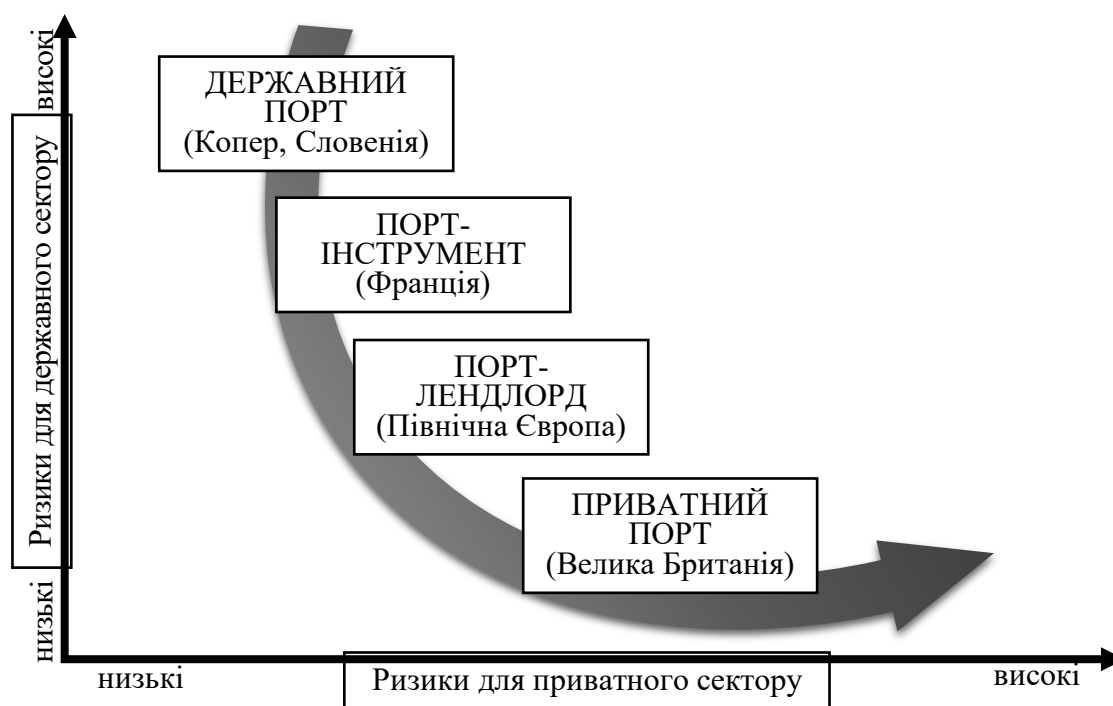 високі
Ризики для державного сектору
низькі
ДЕРЖАВНИЙ
ПОРТ
(Копер, Словенія)
ПОРТ-
ІНСТРУМЕНТ
(Франція)
ПОРТ-
ЛЕНДЛОРД
(Північна Європа)
ПРИВАТНИЙ
ПОРТ
(Велика Британія)
низькі
Ризики для приватного сектору
високі